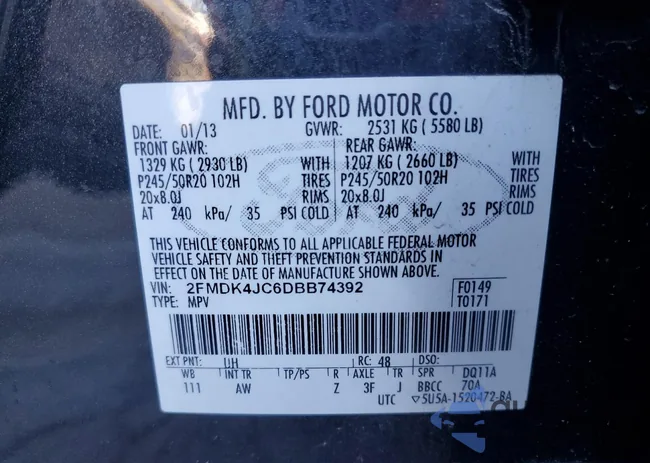 MFD. BY FORD MOTOR CO.
DATE: 01/13 GVWR: 2531 KG ( 5580 LB)
FRONT GAWR: REAR GAWR:
1329 KG ( 2930 LB) WITH 1207 KG ( 2660 LB) WITH
P245/50R20 102H TIRES P245/50R20 102H TIRES
20x8.0J RIMS 20x8.0J RIMS
AT 240 kPa/ 35 PSI COLD AT 240 kPa/ 35 PSI COLD
THIS VEHICLE CONFORMS TO ALL APPLICABLE FEDERAL MOTOR
VEHICLE SAFETY AND THEFT PREVENTION STANDARDS IN
EFFECT ON THE DATE OF MANUFACTURE SHOWN ABOVE.
VIN: 2FMDK4JC6DBB74392 F0149
TYPE: MPV T0171
EXT PNT: UH RC: 48 DSO:
WB INT TR TP/PS R AXLE TR SPR DQ11A
111 AW Z 3F J BBCC 70A
UTC ▽5U5A-1520472-BA